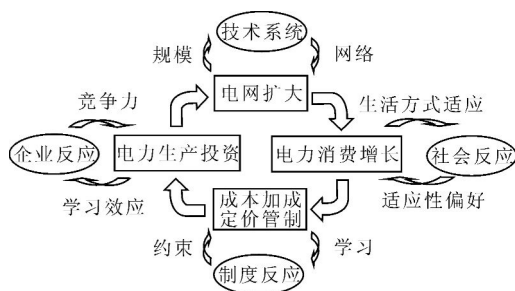 技术系统
规模
网络
电网扩大
竞争力
生活方式适应
企业反应
电力生产投资
电力消费增长
社会反应
学习效应
成本加成
定价管制
适应性偏好
约束
学习
制度反应